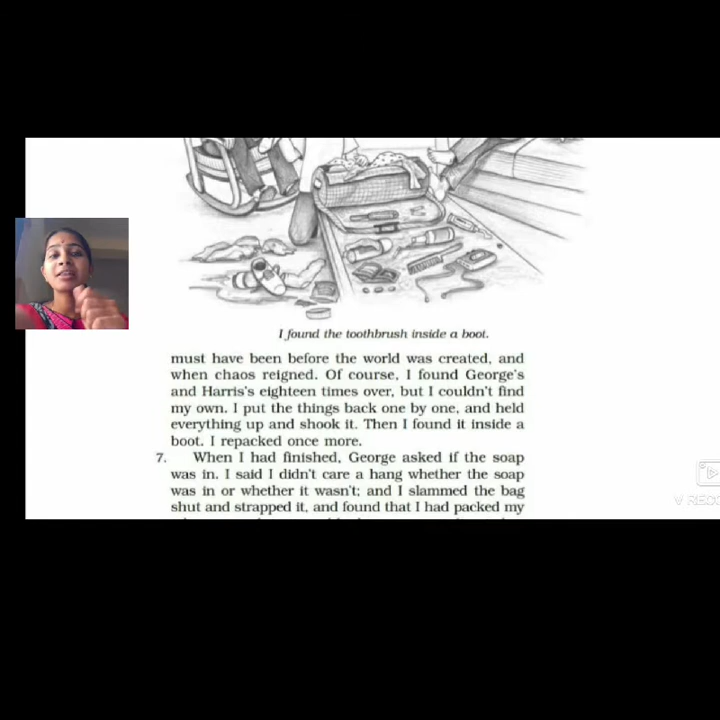 I found the toothbrush inside a boot.
must have been before the world was created, and
when chaos reigned. Of course, I found George's
and Harris's eighteen times over, but I couldn't find
my own. I put the things back one by one, and held
everything up and shook it. Then I found it inside a
boot. I repacked once more.
7. When I had finished, George asked if the soap
was in. I said I didn't care a hang whether the soap
was in or whether it wasn't; and I slammed the bag
shut and strapped it, and found that I had packed my